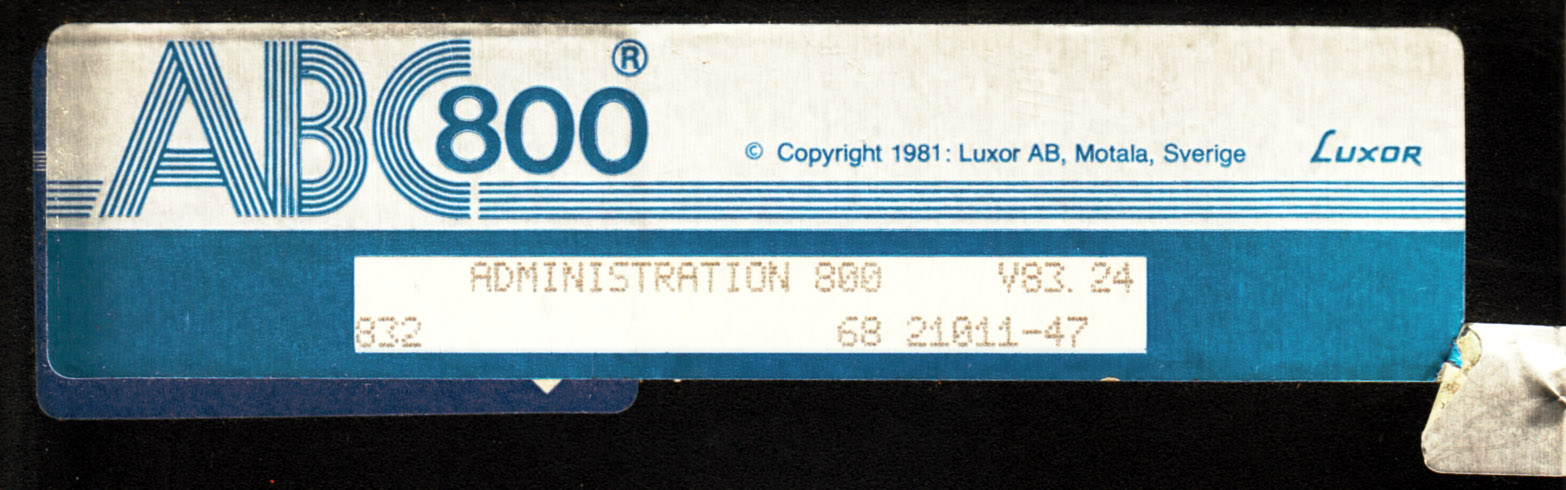 ABC800®
© Copyright 1981: Luxor AB, Motala, Sverige
LUXOR
ADMINISTRATION 800 V83.24
832 68 21011-47